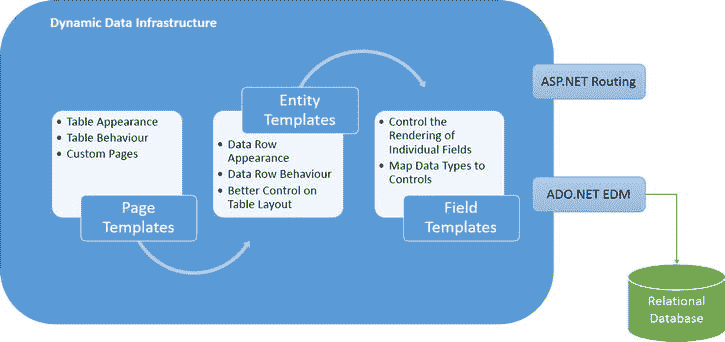 Dynamic Data Infrastructure
• Table Appearance
• Table Behaviour
• Custom Pages
Page
Templates
Entity
Templates
• Data Row
Appearance
• Data Row Behaviour
• Better Control on
Table Layout
• Control the
Rendering of
Individual Fields
• Map Data Types to
Controls
Field
Templates
ASP.NET Routing
ADO.NET EDM
Relational
Database